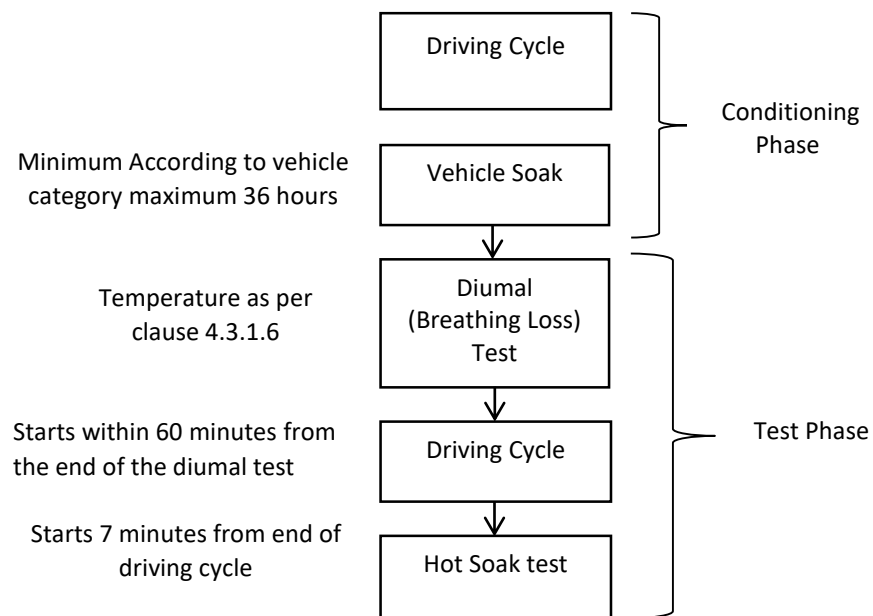 Driving Cycle
Conditioning
Phase
Minimum According to vehicle
category maximum 36 hours
Vehicle Soak
Temperature as per
clause 4.3.1.6
Diumal
(Breathing Loss)
Test
Starts within 60 minutes from
the end of the diumal test
Driving Cycle
Test Phase
Starts 7 minutes from end of
driving cycle
Hot Soak test